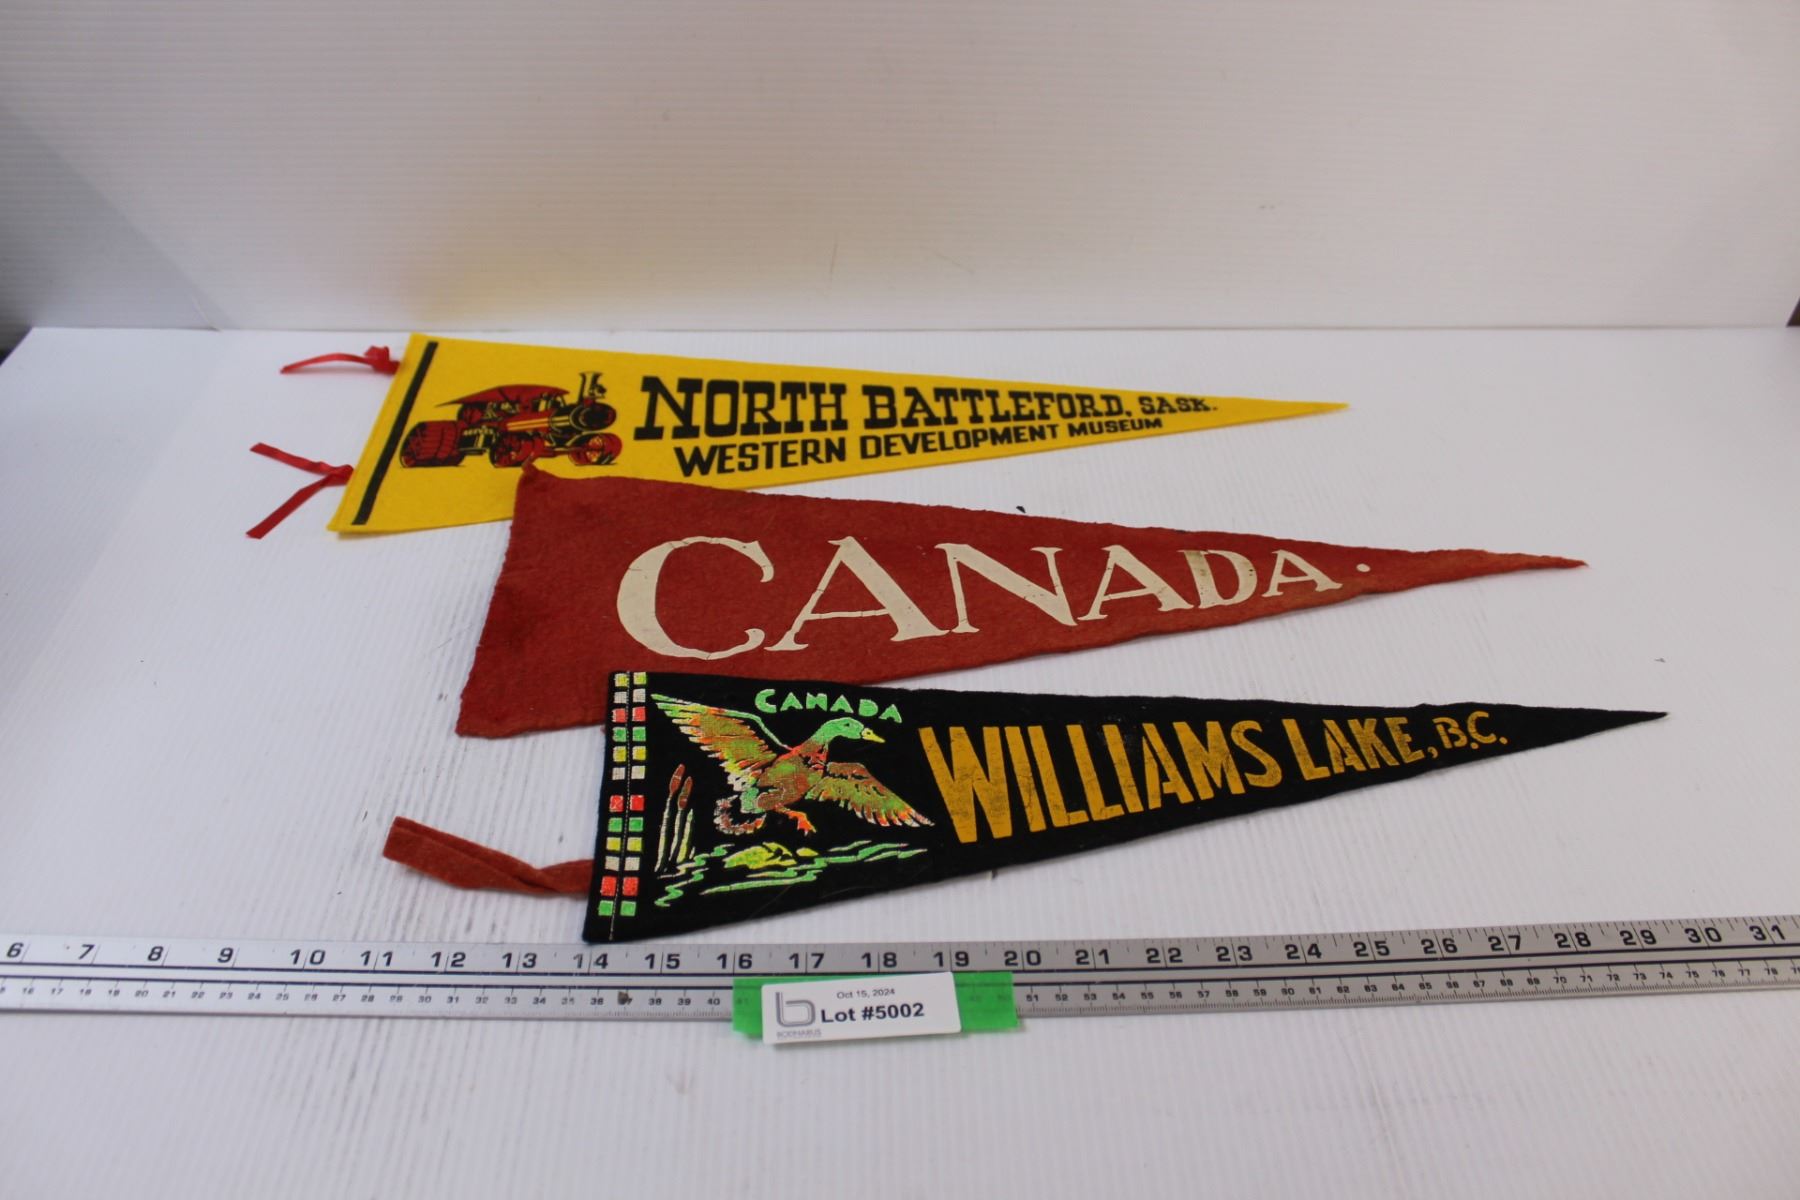 NORTH BATTLEFORD, SASK.
WESTERN DEVELOPMENT MUSEUM
CANADA.
CANADA
WILLIAMS LAKE, B.C.
6 7 8 9 10 11 12 13 14 15 16 17 18 19 20 21 22 23 24 25 26 27 28 29 30 31
Oct 15, 2024
Lot #5002
BODNARUS